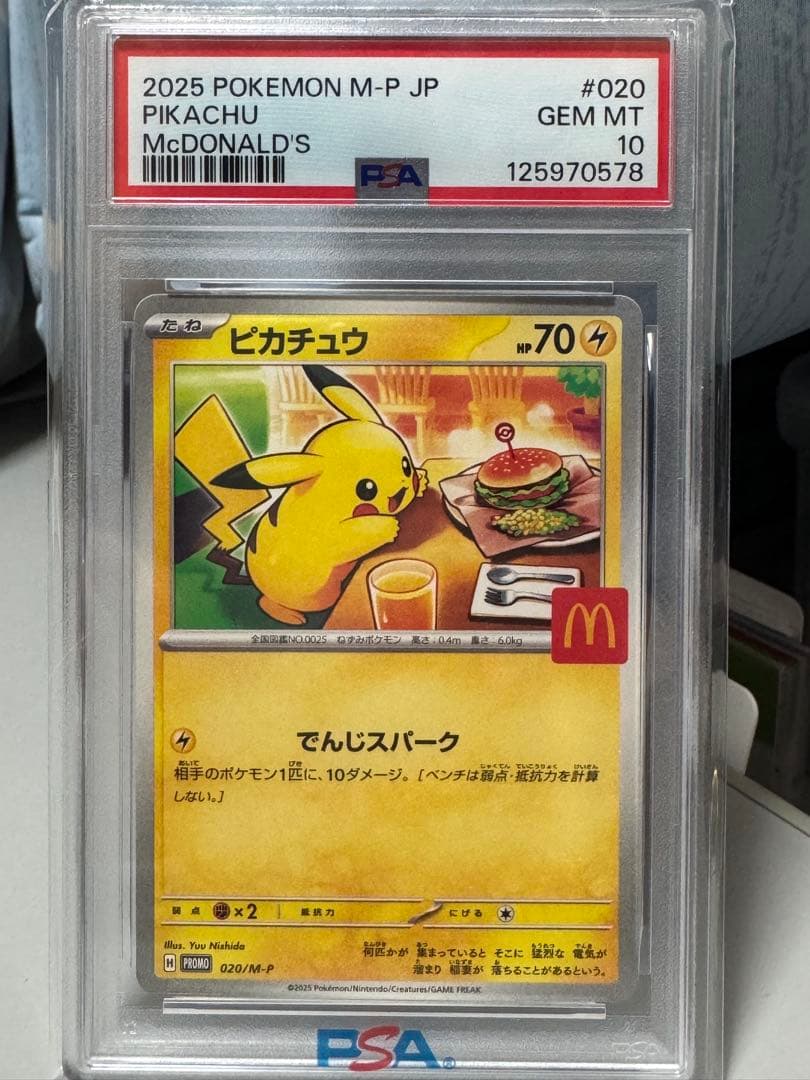 2025 POKEMON M-P JP #020
PIKACHU GEM MT
McDONALD'S 10
PSA 125970578
たね ピカチュウ HP70
全国図鑑NO.0025 ねずみポケモン 高さ:0.4m 重さ:6.0kg
でんじスパーク
相手のポケモン1匹に、10ダメージ。[ベンチは弱点・抵抗力を計算
しない。]
弱点 ×2 抵抗力 にげる
Illus. Yuu Nishida
何匹かが 集まっていると そこに 猛烈な 電気が
溜まり 稲妻が 落ちることがあるという。
H PROMO 020/M-P
©2025 Pokémon/Nintendo/Creatures/GAME FREAK
PSA®